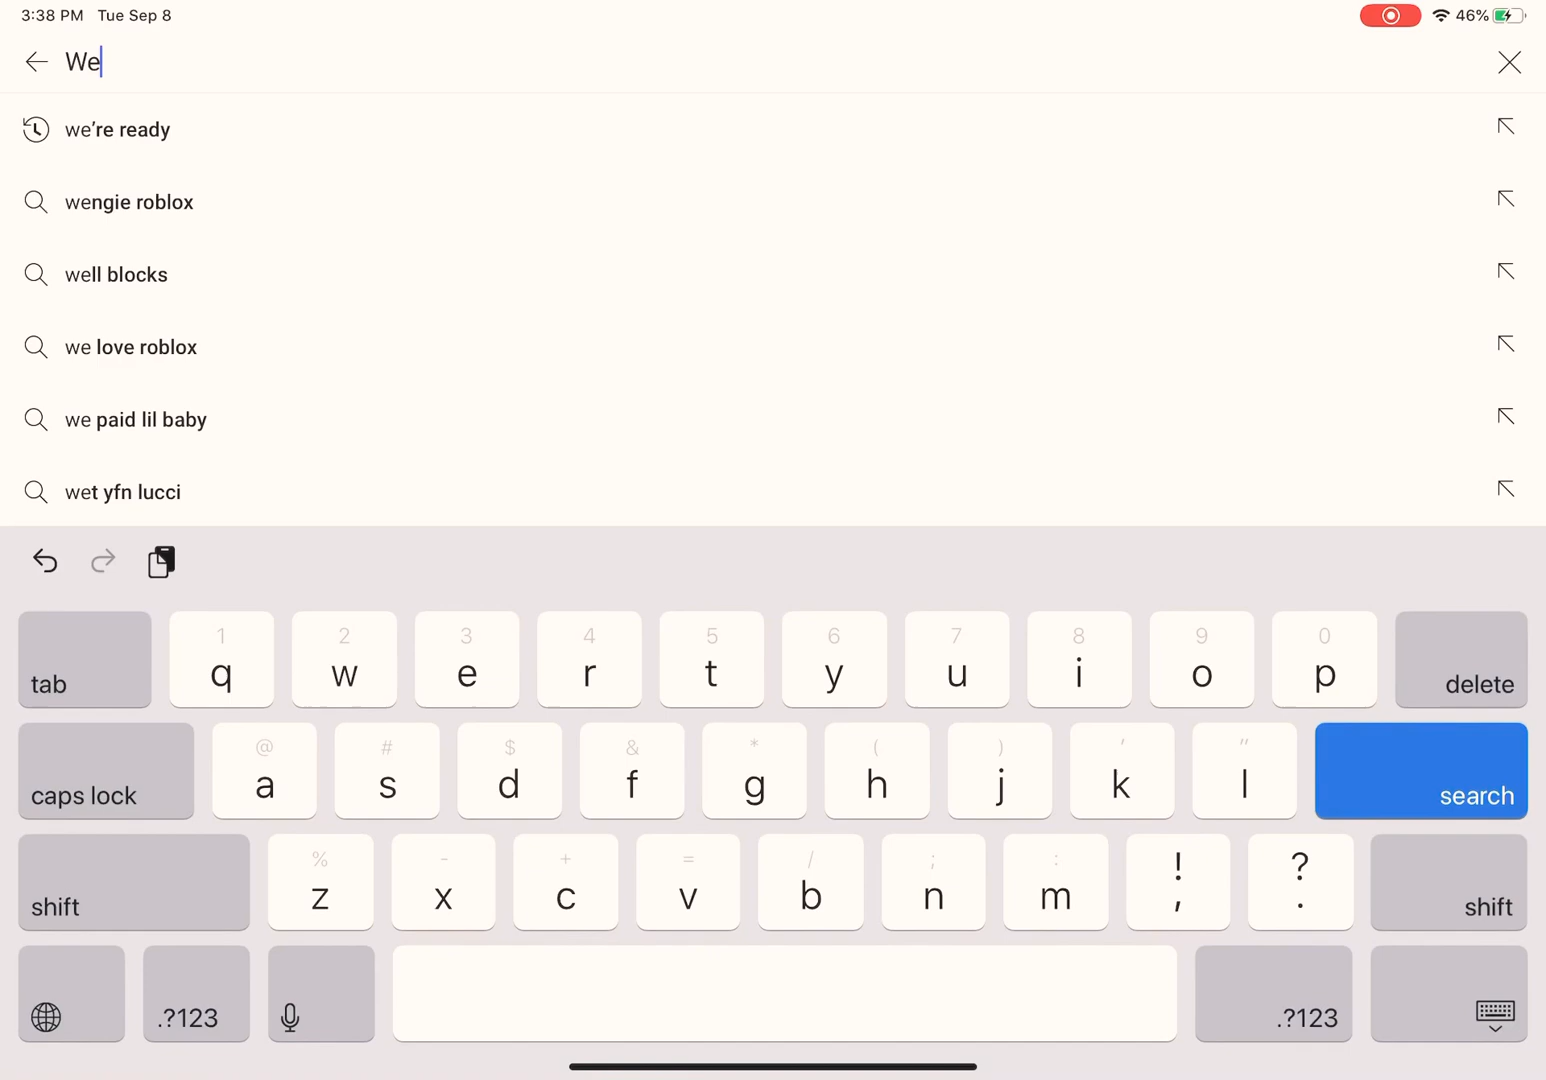 3:38 PM Tue Sep 8
46%
We
we're ready
wengie roblox
well blocks
we love roblox
we paid lil baby
wet yfn lucci
1 2 3 4 5 6 7 8 9 0
tab q w e r t y u i o p delete
@ # $ & * ( ) ' "
caps lock a s d f g h j k l search
% - + = / ; : ! ?
shift z x c v b n m , . shift
.?123 .?123